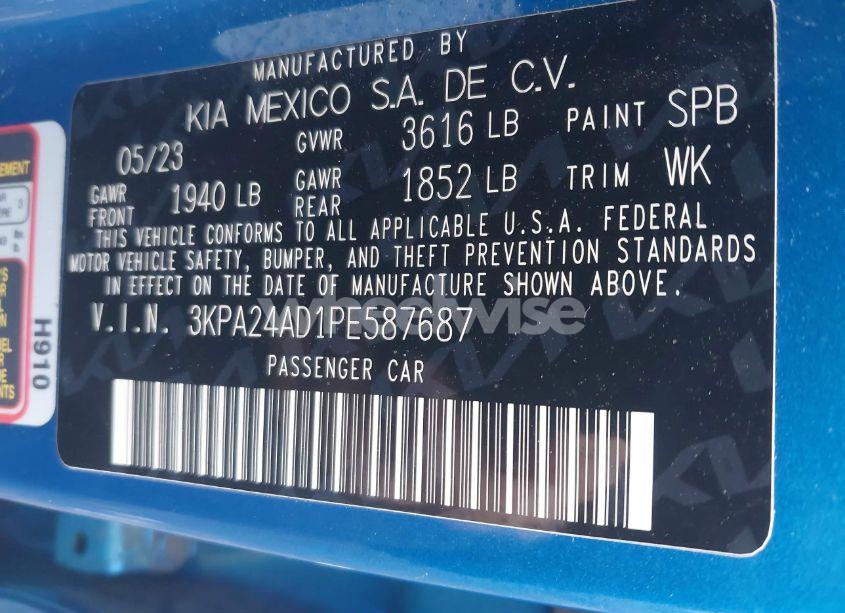 MANUFACTURED BY
KIA MEXICO S.A. DE C.V.
05/23 GVWR 3616 LB PAINT SPB
GAWR FRONT 1940 LB GAWR REAR 1852 LB TRIM WK
THIS VEHICLE CONFORMS TO ALL APPLICABLE U.S.A. FEDERAL
MOTOR VEHICLE SAFETY, BUMPER, AND THEFT PREVENTION STANDARDS
IN EFFECT ON THE DATE OF MANUFACTURE SHOWN ABOVE.
V.I.N. 3KPA24AD1PE587687
wheelwise
PASSENGER CAR
H910